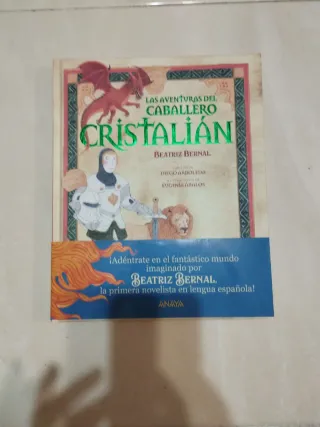 LAS AVENTURAS DEL
CABALLERO
CRISTALIÁN
BEATRIZ BERNAL
¡Adéntrate en el fantástico mundo
imaginado por
BEATRIZ BERNAL,
la primera novelista en lengua española!
ANAYA